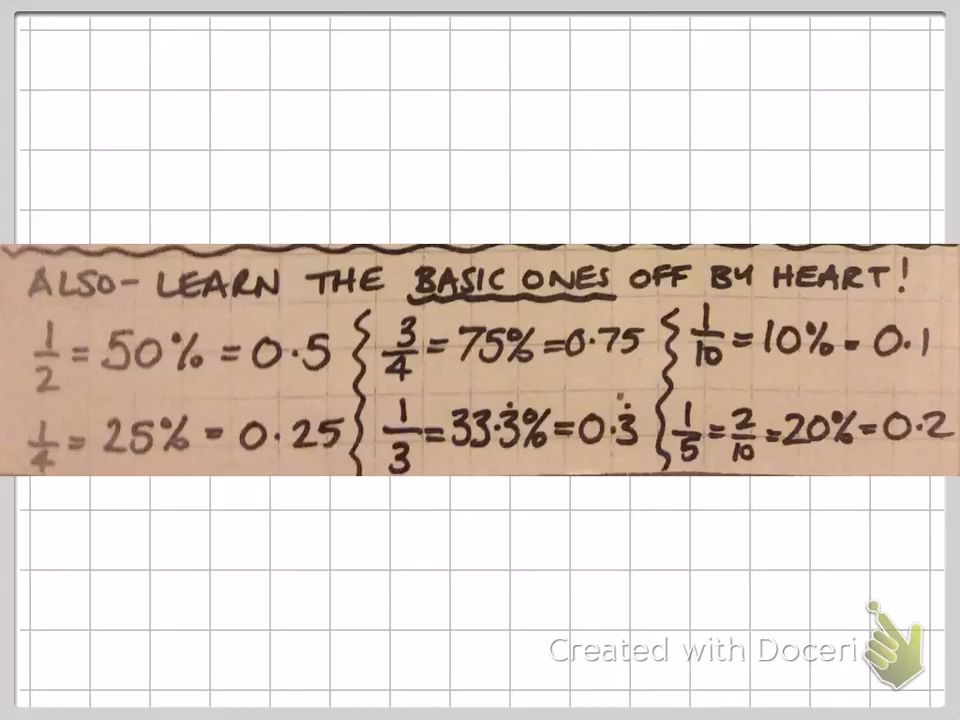 ALSO- LEARN THE BASIC ONES OFF BY HEART!
1/2 = 50% = 0.5 3/4 = 75% = 0.75 1/10 = 10% = 0.1
1/4 = 25% = 0.25 1/3 = 33.3̇% = 0.3̇ 1/5 = 2/10 = 20% = 0.2
Created with Doceri